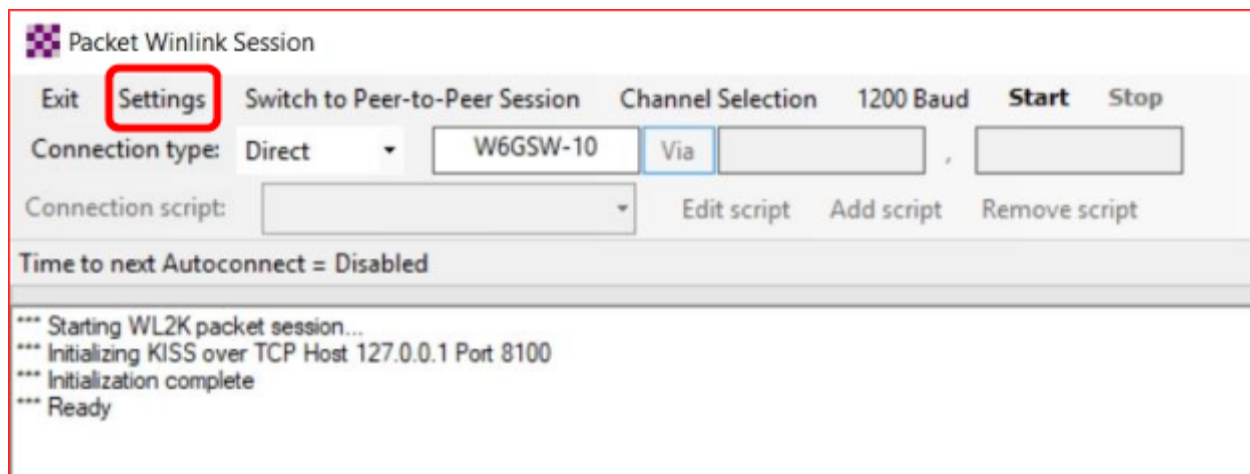 Packet Winlink Session
Exit Settings Switch to Peer-to-Peer Session Channel Selection 1200 Baud Start Stop
Connection type: Direct W6GSW-10 Via ,
Connection script: Edit script Add script Remove script
Time to next Autoconnect = Disabled
*** Starting WL2K packet session...
*** Initializing KISS over TCP Host 127.0.0.1 Port 8100
*** Initialization complete
*** Ready